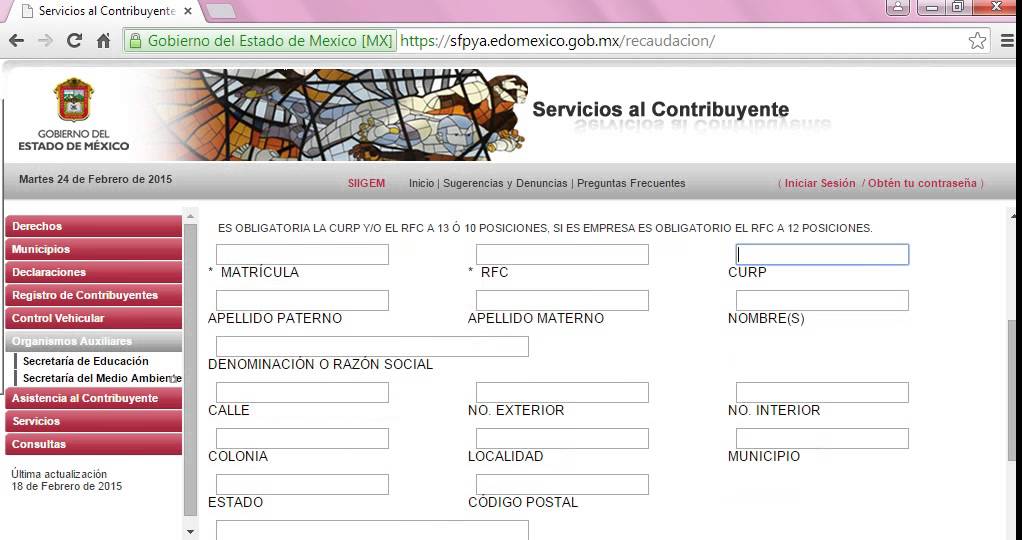 Servicios al Contribuyente
Gobierno del Estado de Mexico [MX] https://sfpya.edomexico.gob.mx/recaudacion/
GOBIERNO DEL
ESTADO DE MÉXICO
Servicios al Contribuyente
Martes 24 de Febrero de 2015
SIIGEM Inicio | Sugerencias y Denuncias | Preguntas Frecuentes
( Iniciar Sesión / Obtén tu contraseña )
Derechos
Municipios
Declaraciones
Registro de Contribuyentes
Control Vehicular
Organismos Auxiliares
Secretaría de Educación
Secretaría del Medio Ambiente
Asistencia al Contribuyente
Servicios
Consultas
Última actualización
18 de Febrero de 2015
ES OBLIGATORIA LA CURP Y/O EL RFC A 13 Ó 10 POSICIONES, SI ES EMPRESA ES OBLIGATORIO EL RFC A 12 POSICIONES.
* MATRÍCULA * RFC CURP
APELLIDO PATERNO APELLIDO MATERNO NOMBRE(S)
DENOMINACIÓN O RAZÓN SOCIAL
CALLE NO. EXTERIOR NO. INTERIOR
COLONIA LOCALIDAD MUNICIPIO
ESTADO CÓDIGO POSTAL